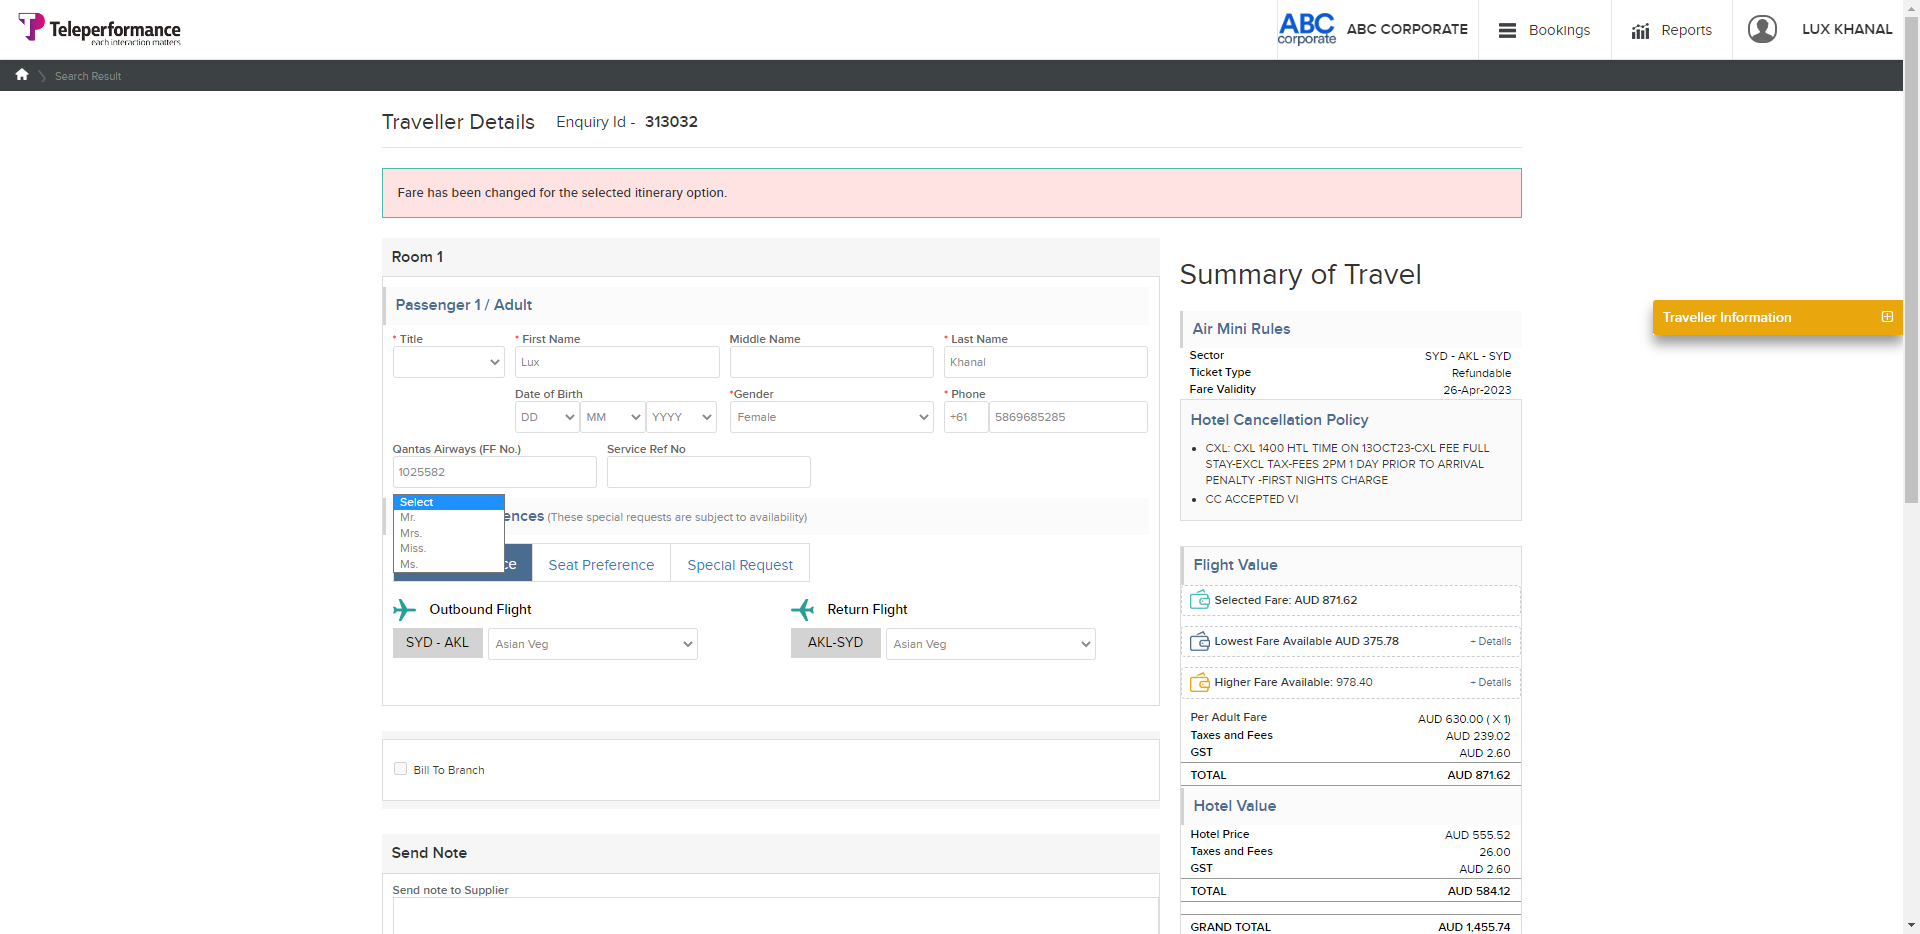 Teleperformance
each interaction matters
ABC
corporate
ABC CORPORATE
Bookings
Reports
LUX KHANAL
Search Result
Traveller Details
Enquiry Id - 313032
Fare has been changed for the selected itinerary option.
Room 1
Passenger 1 / Adult
* Title
* First Name
Middle Name
* Last Name
Lux
Khanal
Date of Birth
*Gender
* Phone
DD
MM
YYYY
Female
+61
5869685285
Qantas Airways (FF No.)
Service Ref No
1025582
Select
Mr.
Mrs.
Miss.
Ms.
ences (These special requests are subject to availability)
ce
Seat Preference
Special Request
Outbound Flight
Return Flight
SYD - AKL
Asian Veg
AKL-SYD
Asian Veg
Bill To Branch
Send Note
Send note to Supplier
Summary of Travel
Air Mini Rules
Sector SYD - AKL - SYD
Ticket Type Refundable
Fare Validity 26-Apr-2023
Hotel Cancellation Policy
• CXL: CXL 1400 HTL TIME ON 13OCT23-CXL FEE FULL
STAY-EXCL TAX-FEES 2PM 1 DAY PRIOR TO ARRIVAL
PENALTY -FIRST NIGHTS CHARGE
• CC ACCEPTED VI
Flight Value
Selected Fare: AUD 871.62
Lowest Fare Available AUD 375.78 + Details
Higher Fare Available: 978.40 + Details
Per Adult Fare AUD 630.00 ( X 1)
Taxes and Fees AUD 239.02
GST AUD 2.60
TOTAL AUD 871.62
Hotel Value
Hotel Price AUD 555.52
Taxes and Fees 26.00
GST AUD 2.60
TOTAL AUD 584.12
GRAND TOTAL AUD 1,455.74
Traveller Information